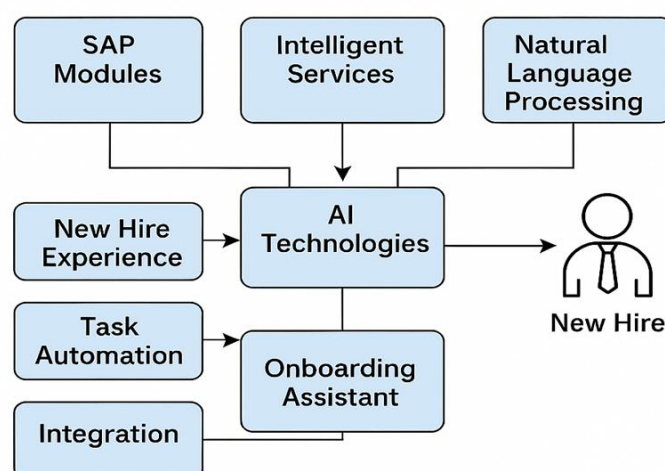 SAP
Modules
Intelligent
Services
Natural
Language
Processing
New Hire
Experience
AI
Technologies
New Hire
Task
Automation
Onboarding
Assistant
Integration